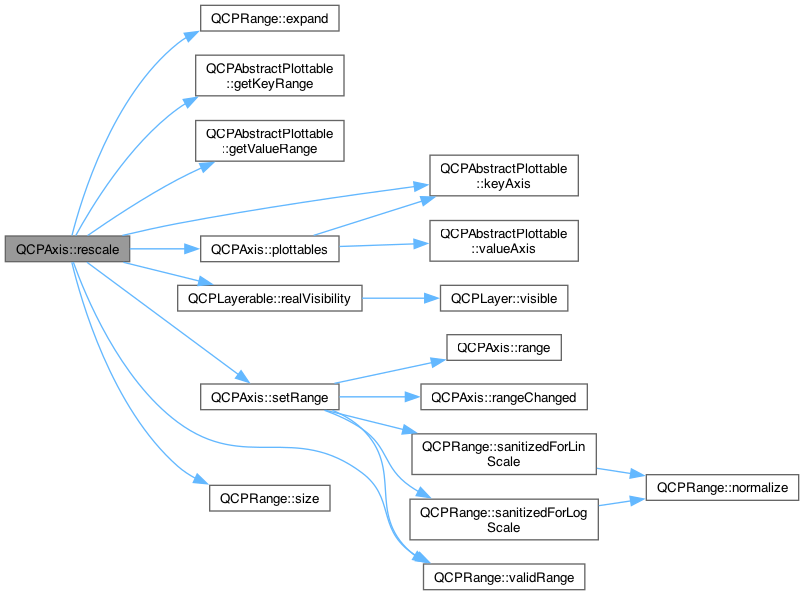 QCPRange::expand
QCPAbstractPlottable
::getKeyRange
QCPAbstractPlottable
::getValueRange
QCPAbstractPlottable
::keyAxis
QCPAxis::rescale
QCPAxis::plottables
QCPAbstractPlottable
::valueAxis
QCPLayerable::realVisibility
QCPLayer::visible
QCPAxis::range
QCPAxis::setRange
QCPAxis::rangeChanged
QCPRange::sanitizedForLin
Scale
QCPRange::normalize
QCPRange::size
QCPRange::sanitizedForLog
Scale
QCPRange::validRange